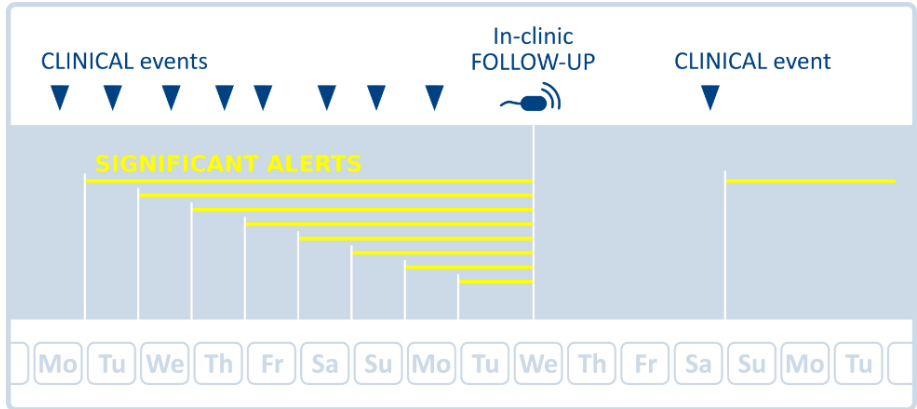 In-clinic
CLINICAL events
FOLLOW-UP
CLINICAL event
SIGNIFICANT ALERTS
Mo Tu We Th Fr Sa Su Mo Tu We Th Fr Sa Su Mo Tu